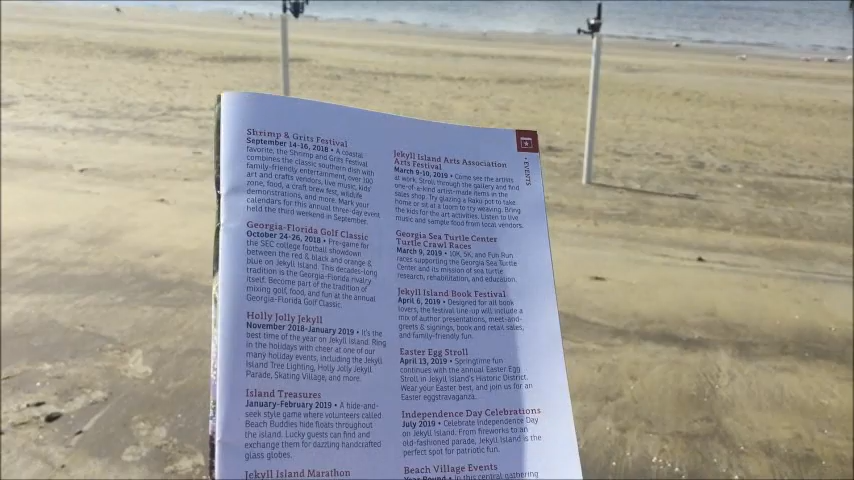 Shrimp & Grits Festival
September 14-16, 2018 • A coastal
favorite, the Shrimp and Grits Festival
combines the classic southern dish with
family-friendly entertainment, over 100
art and crafts vendors, live music, kids'
zone, food, a craft brew fest, wildlife
demonstrations, and more. Mark your
calendars for this annual three-day event
held the third weekend in September.
Georgia-Florida Golf Classic
October 24-26, 2018 • Pre-game for
the SEC college football showdown
between the red & black and orange &
blue on Jekyll Island. This decades-long
tradition is the Georgia-Florida rivalry
itself. Become part of the tradition of
mixing golf, food, and fun at the annual
Georgia-Florida Golf Classic.
Holly Jolly Jekyll
November 2018-January 2019 • It's the
best time of the year on Jekyll Island. Ring
in the holidays with cheer at one of our
many holiday events, including the Jekyll
Island Tree Lighting, Holly Jolly Jekyll
Parade, Skating Village, and more.
Island Treasures
January-February 2019 • A hide-and-
seek style game where volunteers called
Beach Buddies hide floats throughout
the island. Lucky guests can find and
exchange them for dazzling handcrafted
glass globes.
Jekyll Island Marathon
Jekyll Island Arts Association
Arts Festival
March 9-10, 2019 • Come see the artists
at work. Stroll through the gallery and find
one-of-a-kind artist-made items in the
sales shop. Try glazing a Raku pot to take
home or sit at a loom to try weaving. Bring
the kids for the art activities. Listen to live
music and sample food from local vendors.
Georgia Sea Turtle Center
Turtle Crawl Races
March 9, 2019 • 10K, 5K, and Fun Run
races supporting the Georgia Sea Turtle
Center and its mission of sea turtle
research, rehabilitation, and education.
Jekyll Island Book Festival
April 6, 2019 • Designed for all book
lovers, the festival line-up will include a
mix of author presentations, meet-and-
greets & signings, book and retail sales,
and family-friendly fun.
Easter Egg Stroll
April 13, 2019 • Springtime fun
continues with the annual Easter Egg
Stroll in Jekyll Island's Historic District.
Wear your Easter best, and join us for an
Easter eggstravaganza.
Independence Day Celebrations
July 2019 • Celebrate Independence Day
on Jekyll Island. From fireworks to an
old-fashioned parade, Jekyll Island is the
perfect spot for patriotic fun.
Beach Village Events
Year Round • In this central gathering
• EVENTS